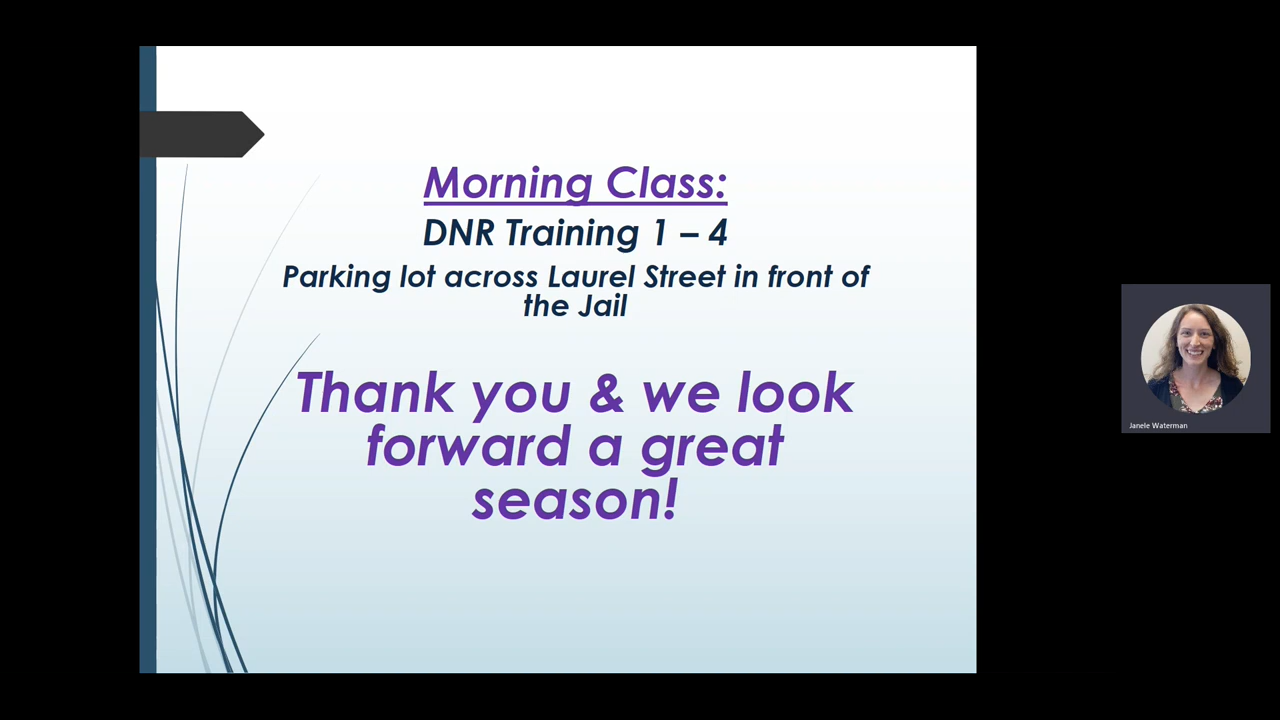 Morning Class:
DNR Training 1 – 4
Parking lot across Laurel Street in front of
the Jail
Thank you & we look
forward a great
season!
Janele Waterman